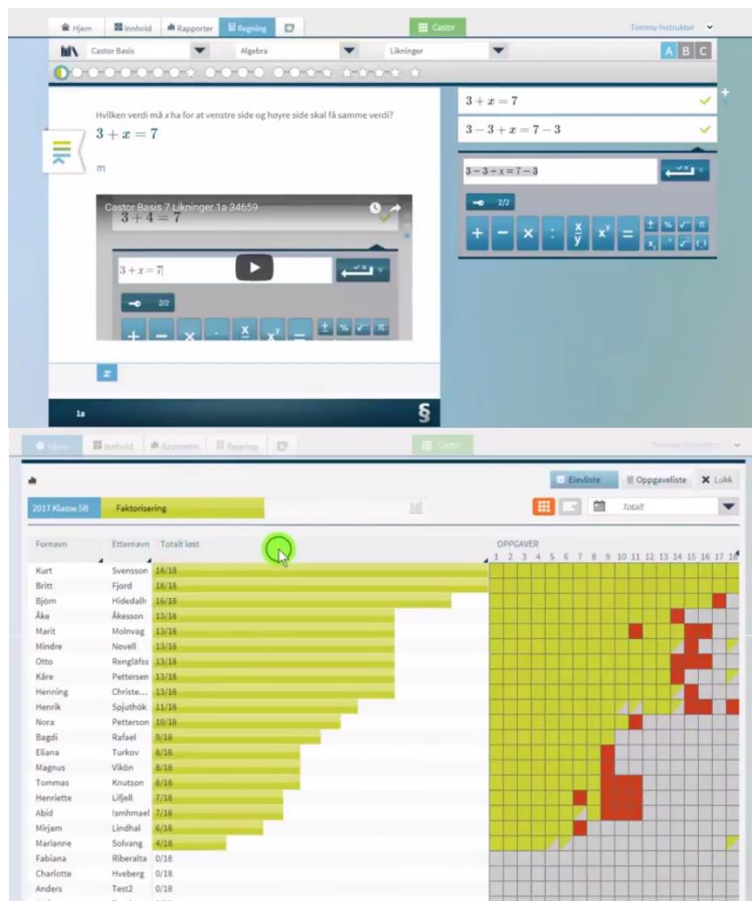 Hjem Innhold Rapporter Regning Castor Tommy Instruktør
Castor Basis Algebra Likninger A B C
Hvilken verdi må x ha for at venstre side og høyre side skal få samme verdi?
3 + x = 7
m
Castor Basis 7 Likninger 1a 34659
3 + 4 = 7
3 + x = 7
2/2
+ − × : x/y xʸ =
x
1a §
3 + x = 7
3 − 3 + x = 7 − 3
3 − 3 + x = 7 − 3
2/2
+ − × : x/y xʸ = ± % √ π
Hjem Innhold Rapporter Regning Castor
Elevliste Oppgaveliste X Lukk
2017 Klasse 5B Faktorisering Totalt
Fornavn Etternavn Totalt løst OPPGAVER
1 2 3 4 5 6 7 8 9 10 11 12 13 14 15 16 17 18
Kurt Svensson 18/18
Britt Fjord 18/18
Bjørn Hidedalh 16/18
Åke Åkesson 13/18
Marit Molnvag 13/18
Mindre Novell 13/18
Otto Rengläfss 13/18
Kåre Pettersen 13/18
Henning Christe... 13/18
Henrik Spjuthök 11/18
Nora Petterson 10/18
Bagdi Rafael 9/18
Eliana Turkov 8/18
Magnus Vikön 8/18
Tommas Knutson 8/18
Henriette Lifjell 7/18
Abid Ismhmael 7/18
Mirjam Lindhal 6/18
Marianne Solvang 4/18
Fabiana Riberalta 0/18
Charlotte Hveberg 0/18
Anders Test2 0/18